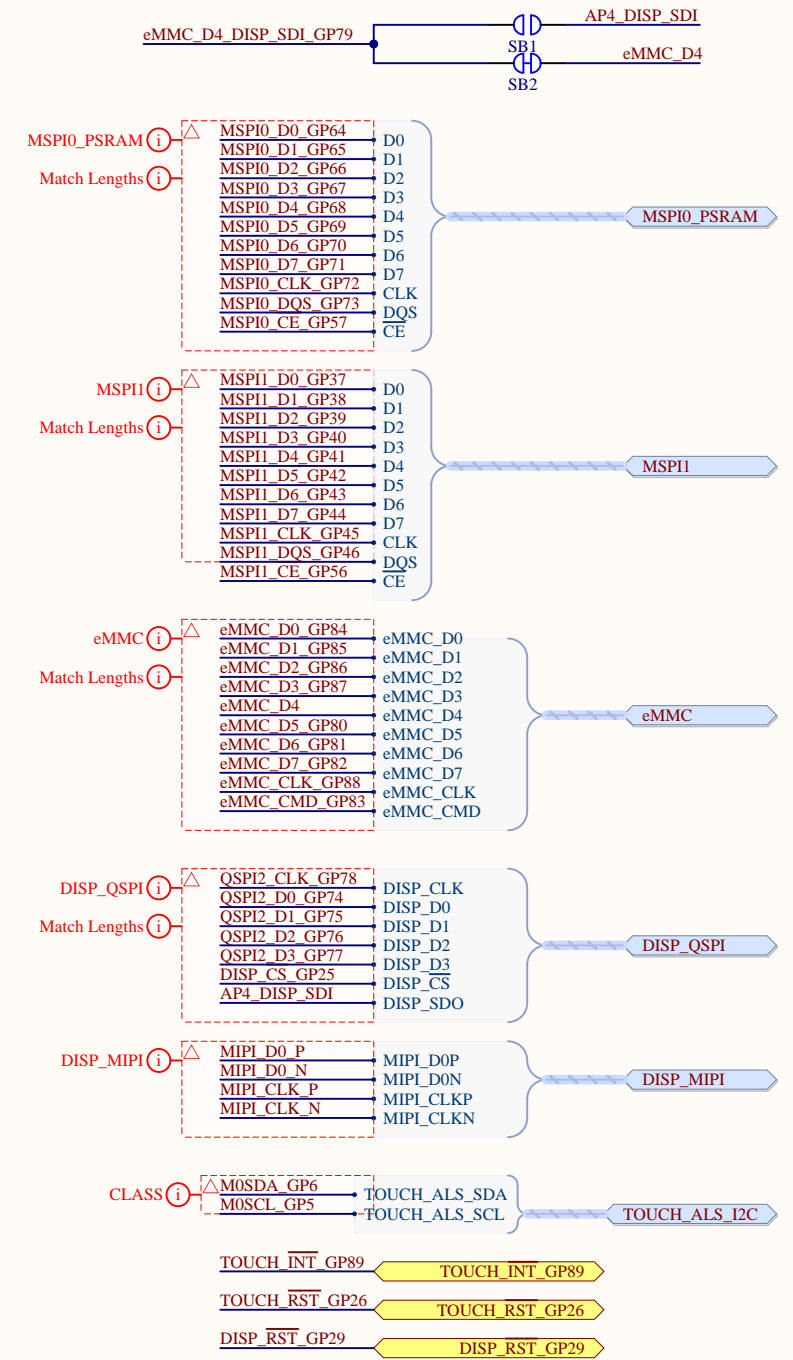 AP4_DISP_SDI
eMMC_D4_DISP_SDI_GP79
SB1
eMMC_D4
SB2
MSPI0_PSRAM i
Match Lengths i
MSPI0_D0_GP64 D0
MSPI0_D1_GP65 D1
MSPI0_D2_GP66 D2
MSPI0_D3_GP67 D3
MSPI0_D4_GP68 D4
MSPI0_D5_GP69 D5
MSPI0_D6_GP70 D6
MSPI0_D7_GP71 D7
MSPI0_CLK_GP72 CLK
MSPI0_DQS_GP73 DQS
MSPI0_CE_GP57 CE
MSPI0_PSRAM
MSPI1 i
Match Lengths i
MSPI1_D0_GP37 D0
MSPI1_D1_GP38 D1
MSPI1_D2_GP39 D2
MSPI1_D3_GP40 D3
MSPI1_D4_GP41 D4
MSPI1_D5_GP42 D5
MSPI1_D6_GP43 D6
MSPI1_D7_GP44 D7
MSPI1_CLK_GP45 CLK
MSPI1_DQS_GP46 DQS
MSPI1_CE_GP56 CE
MSPI1
eMMC i
Match Lengths i
eMMC_D0_GP84 eMMC_D0
eMMC_D1_GP85 eMMC_D1
eMMC_D2_GP86 eMMC_D2
eMMC_D3_GP87 eMMC_D3
eMMC_D4 eMMC_D4
eMMC_D5_GP80 eMMC_D5
eMMC_D6_GP81 eMMC_D6
eMMC_D7_GP82 eMMC_D7
eMMC_CLK_GP88 eMMC_CLK
eMMC_CMD_GP83 eMMC_CMD
eMMC
DISP_QSPI i
Match Lengths i
QSPI2_CLK_GP78 DISP_CLK
QSPI2_D0_GP74 DISP_D0
QSPI2_D1_GP75 DISP_D1
QSPI2_D2_GP76 DISP_D2
QSPI2_D3_GP77 DISP_D3
DISP_CS_GP25 DISP_CS
AP4_DISP_SDI DISP_SDO
DISP_QSPI
DISP_MIPI i
MIPI_D0_P MIPI_D0P
MIPI_D0_N MIPI_D0N
MIPI_CLK_P MIPI_CLKP
MIPI_CLK_N MIPI_CLKN
DISP_MIPI
CLASS i
M0SDA_GP6 TOUCH_ALS_SDA
M0SCL_GP5 TOUCH_ALS_SCL
TOUCH_ALS_I2C
TOUCH_INT_GP89 TOUCH_INT_GP89
TOUCH_RST_GP26 TOUCH_RST_GP26
DISP_RST_GP29 DISP_RST_GP29